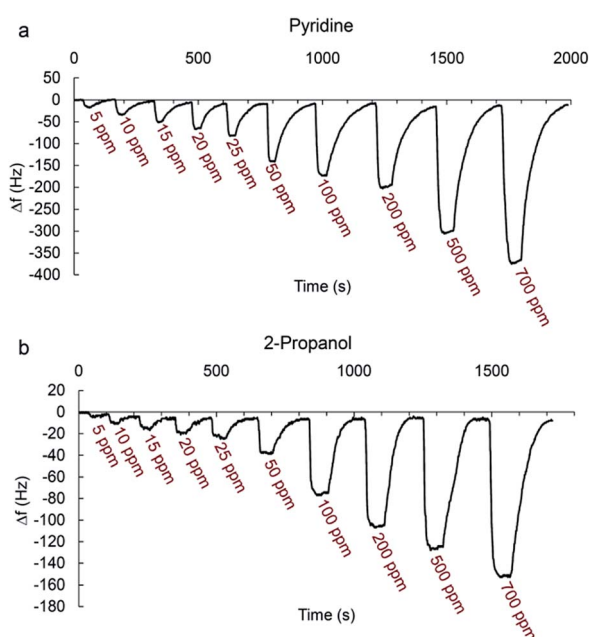 a
Pyridine
0 500 1000 1500 2000
50
0
-50
-100
-150
-200
-250
-300
-350
-400
Δf (Hz)
5 ppm
10 ppm
15 ppm
20 ppm
25 ppm
50 ppm
100 ppm
200 ppm
500 ppm
700 ppm
Time (s)
b
2-Propanol
0 500 1000 1500
20
0
-20
-40
-60
-80
-100
-120
-140
-160
-180
Δf (Hz)
5 ppm
10 ppm
15 ppm
20 ppm
25 ppm
50 ppm
100 ppm
200 ppm
500 ppm
700 ppm
Time (s)